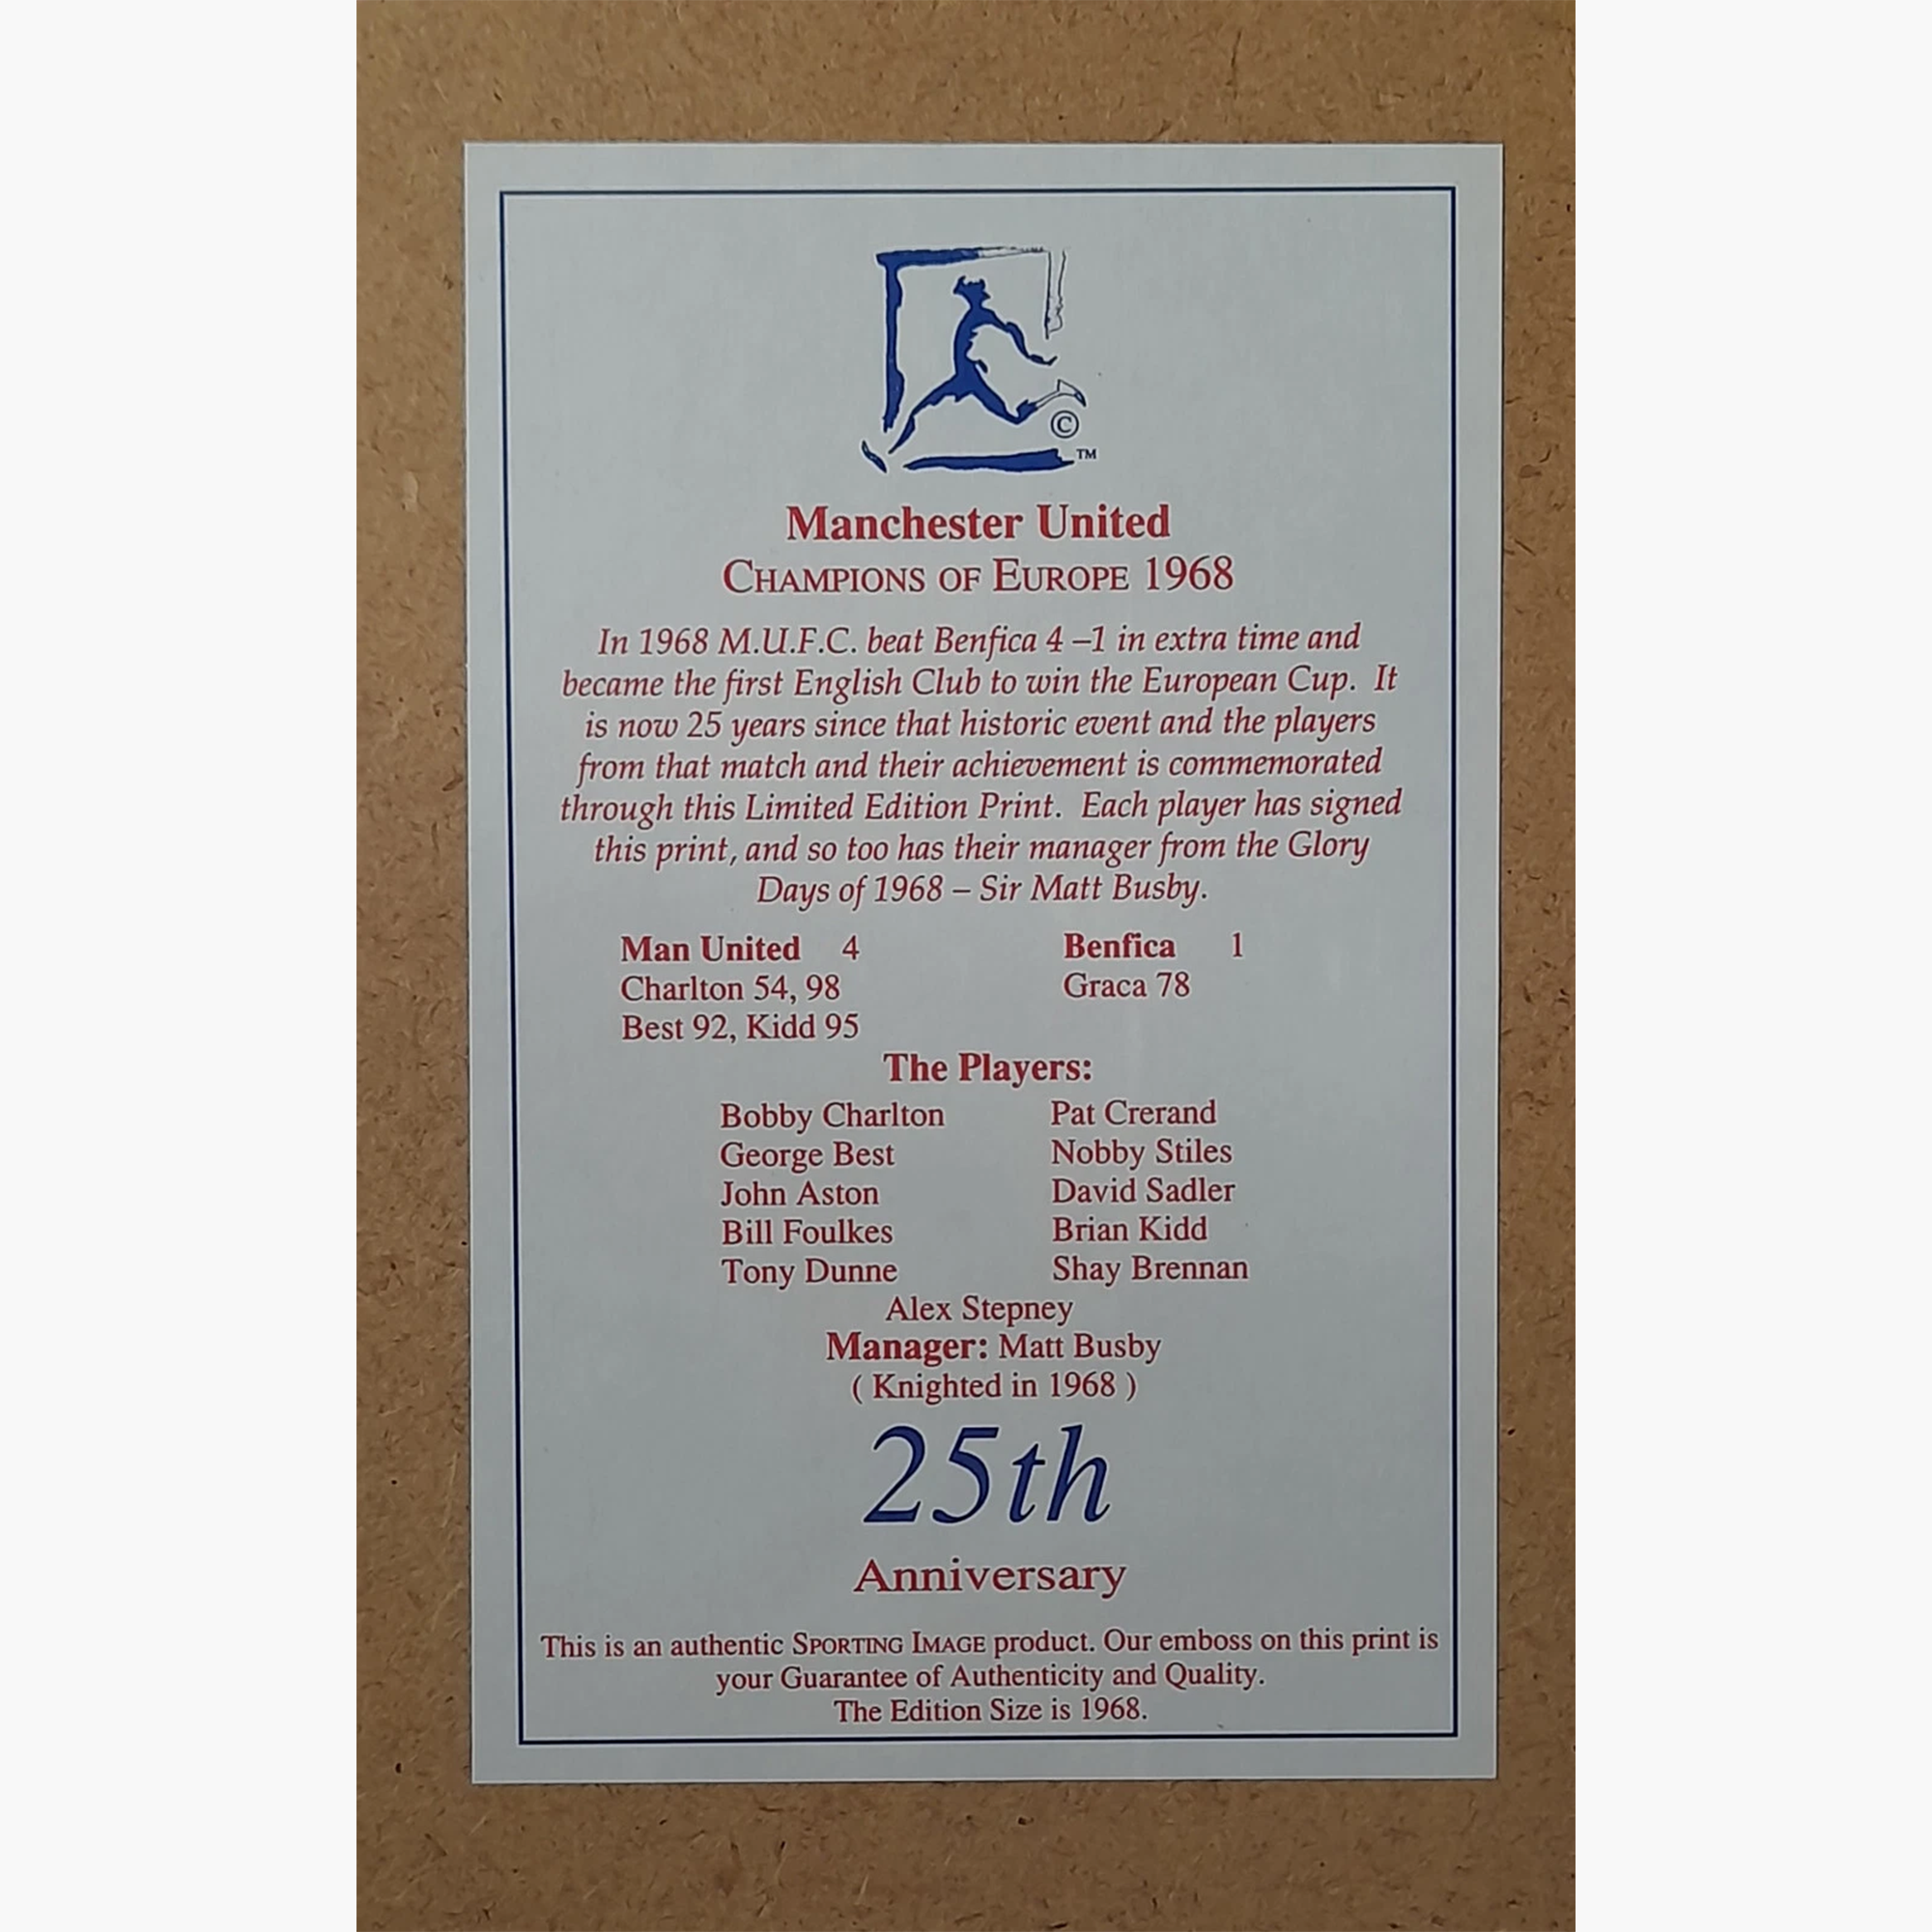 ©
TM
Manchester United
CHAMPIONS OF EUROPE 1968
In 1968 M.U.F.C. beat Benfica 4 –1 in extra time and
became the first English Club to win the European Cup. It
is now 25 years since that historic event and the players
from that match and their achievement is commemorated
through this Limited Edition Print. Each player has signed
this print, and so too has their manager from the Glory
Days of 1968 – Sir Matt Busby.
Man United 4 Benfica 1
Charlton 54, 98 Graca 78
Best 92, Kidd 95
The Players:
Bobby Charlton Pat Crerand
George Best Nobby Stiles
John Aston David Sadler
Bill Foulkes Brian Kidd
Tony Dunne Shay Brennan
Alex Stepney
Manager: Matt Busby
( Knighted in 1968 )
25th
Anniversary
This is an authentic SPORTING IMAGE product. Our emboss on this print is
your Guarantee of Authenticity and Quality.
The Edition Size is 1968.